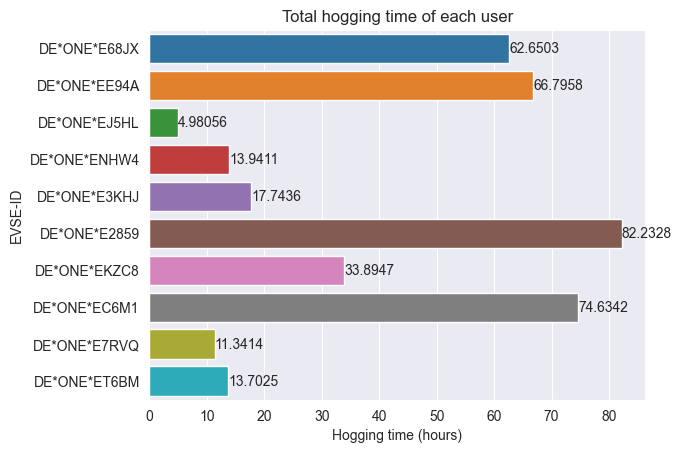 Total hogging time of each user
EVSE-ID
DE*ONE*E68JX 62.6503
DE*ONE*EE94A 66.7958
DE*ONE*EJ5HL 4.98056
DE*ONE*ENHW4 13.9411
DE*ONE*E3KHJ 17.7436
DE*ONE*E2859 82.2328
DE*ONE*EKZC8 33.8947
DE*ONE*EC6M1 74.6342
DE*ONE*E7RVQ 11.3414
DE*ONE*ET6BM 13.7025
0 10 20 30 40 50 60 70 80
Hogging time (hours)